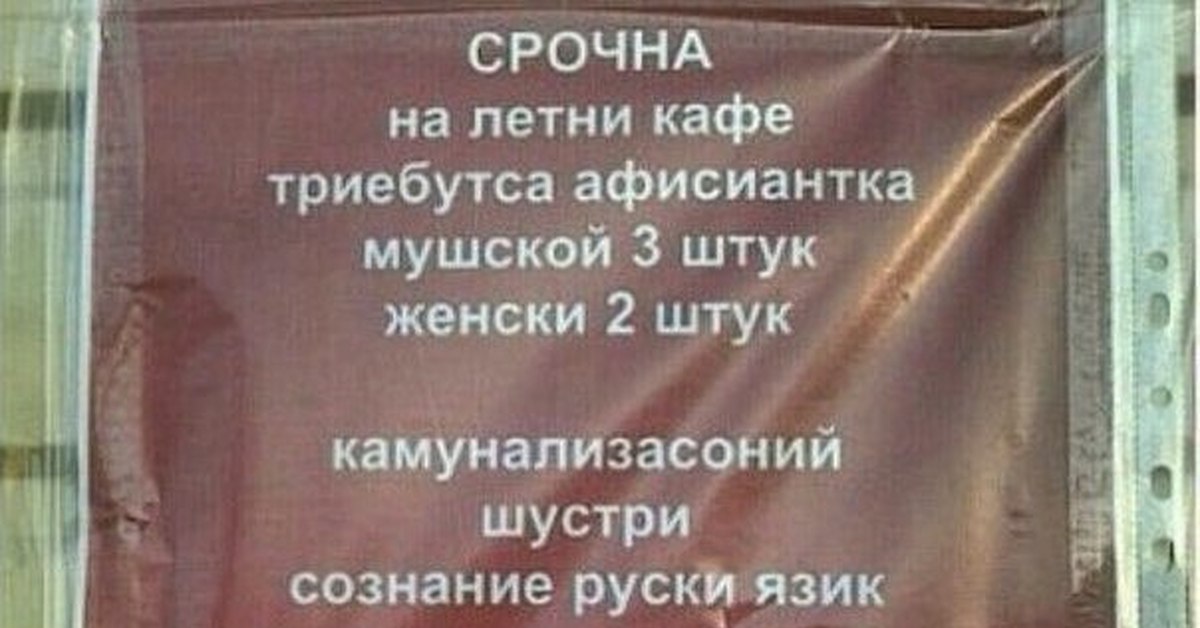 СРОЧНА
на летни кафе
триебутса афисиантка
мушской 3 штук
женски 2 штук
камунализасоний
шустри
сознание руски язик